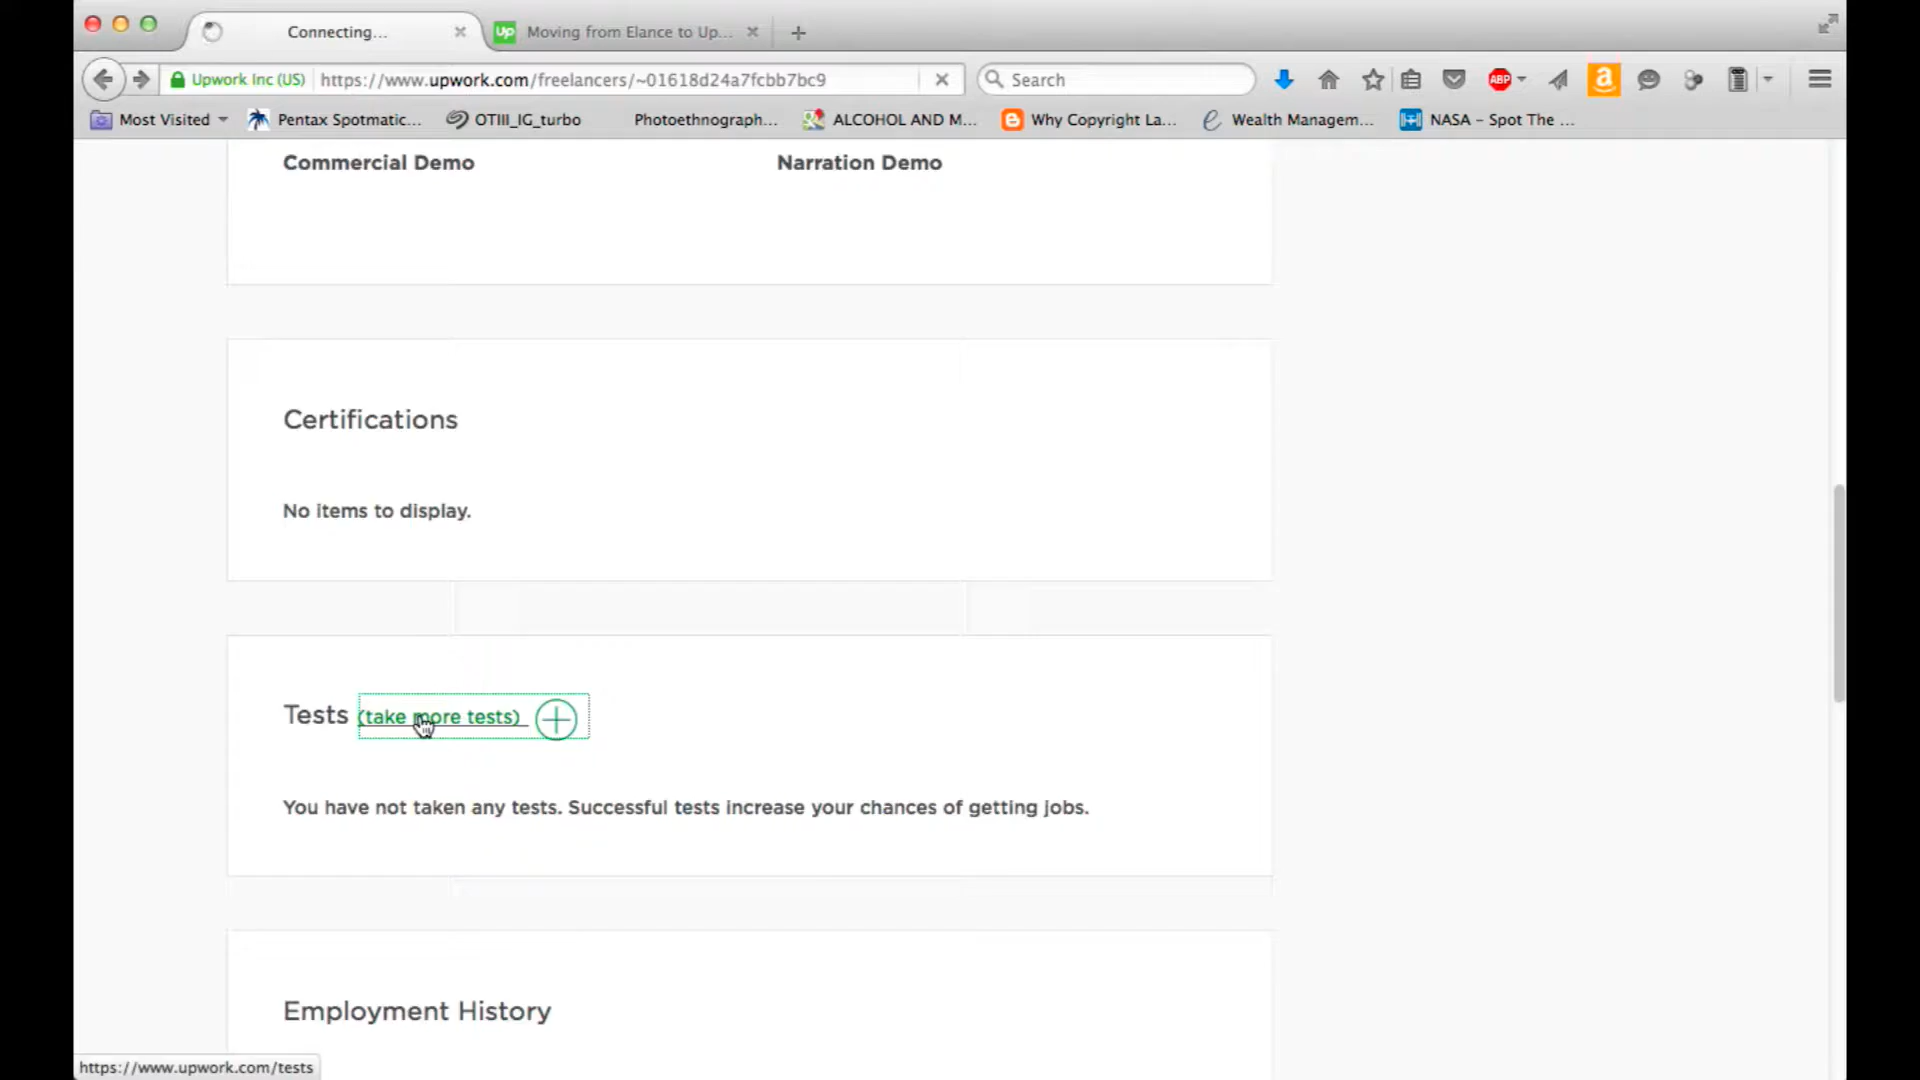 Connecting...
Moving from Elance to Up...
Upwork Inc (US)
https://www.upwork.com/freelancers/~01618d24a7fcbb7bc9
Search
ABP
Most Visited
Pentax Spotmatic...
OTIII_IG_turbo
Photoethnograph...
ALCOHOL AND M...
Why Copyright La...
Wealth Managem...
NASA - Spot The ...
Commercial Demo
Narration Demo
Certifications
No items to display.
Tests (take more tests)
You have not taken any tests. Successful tests increase your chances of getting jobs.
Employment History
https://www.upwork.com/tests